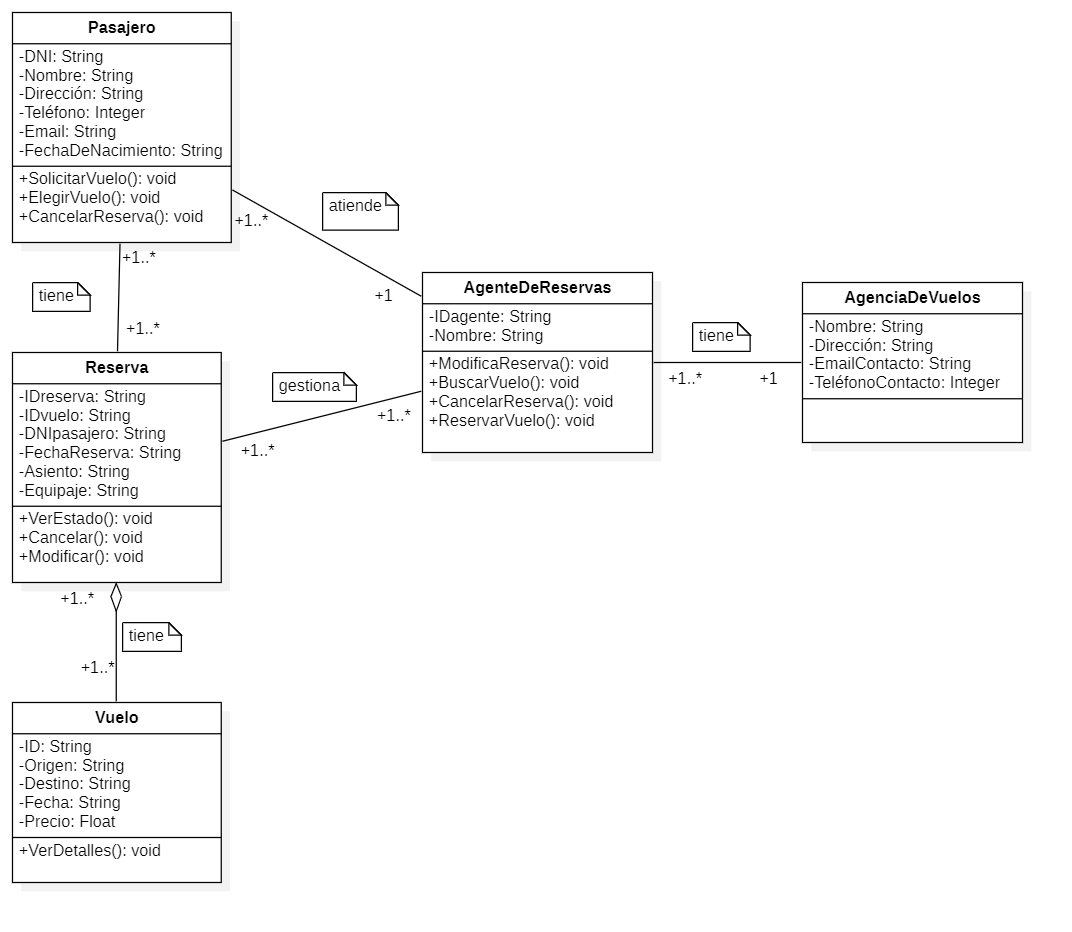 Pasajero
-DNI: String
-Nombre: String
-Dirección: String
-Teléfono: Integer
-Email: String
-FechaDeNacimiento: String
+SolicitarVuelo(): void
+ElegirVuelo(): void
+CancelarReserva(): void
+1..*
atiende
+1
+1..*
tiene
+1..*
AgenteDeReservas
-IDagente: String
-Nombre: String
+ModificaReserva(): void
+BuscarVuelo(): void
+CancelarReserva(): void
+ReservarVuelo(): void
tiene
+1..*
+1
AgenciaDeVuelos
-Nombre: String
-Dirección: String
-EmailContacto: String
-TeléfonoContacto: Integer
Reserva
-IDreserva: String
-IDvuelo: String
-DNIpasajero: String
-FechaReserva: String
-Asiento: String
-Equipaje: String
+VerEstado(): void
+Cancelar(): void
+Modificar(): void
gestiona
+1..*
+1..*
+1..*
tiene
+1..*
Vuelo
-ID: String
-Origen: String
-Destino: String
-Fecha: String
-Precio: Float
+VerDetalles(): void